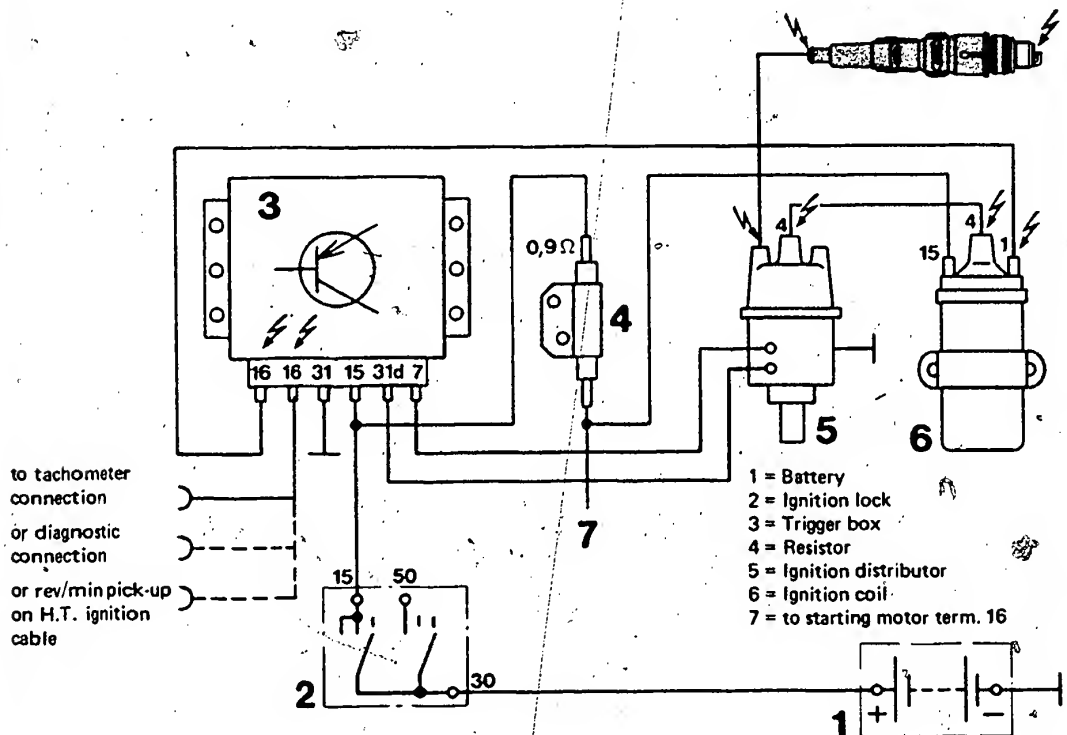 3
0,9Ω
4
4
4
1
15
16 16 31 15 31d 7
5
6
to tachometer
connection
or diagnostic
connection
or rev/min pick-up
on H.T. ignition
cable
7
1 = Battery
2 = Ignition lock
3 = Trigger box
4 = Resistor
5 = Ignition distributor
6 = Ignition coil
7 = to starting motor term. 16
15 50
30
2
1
+ −